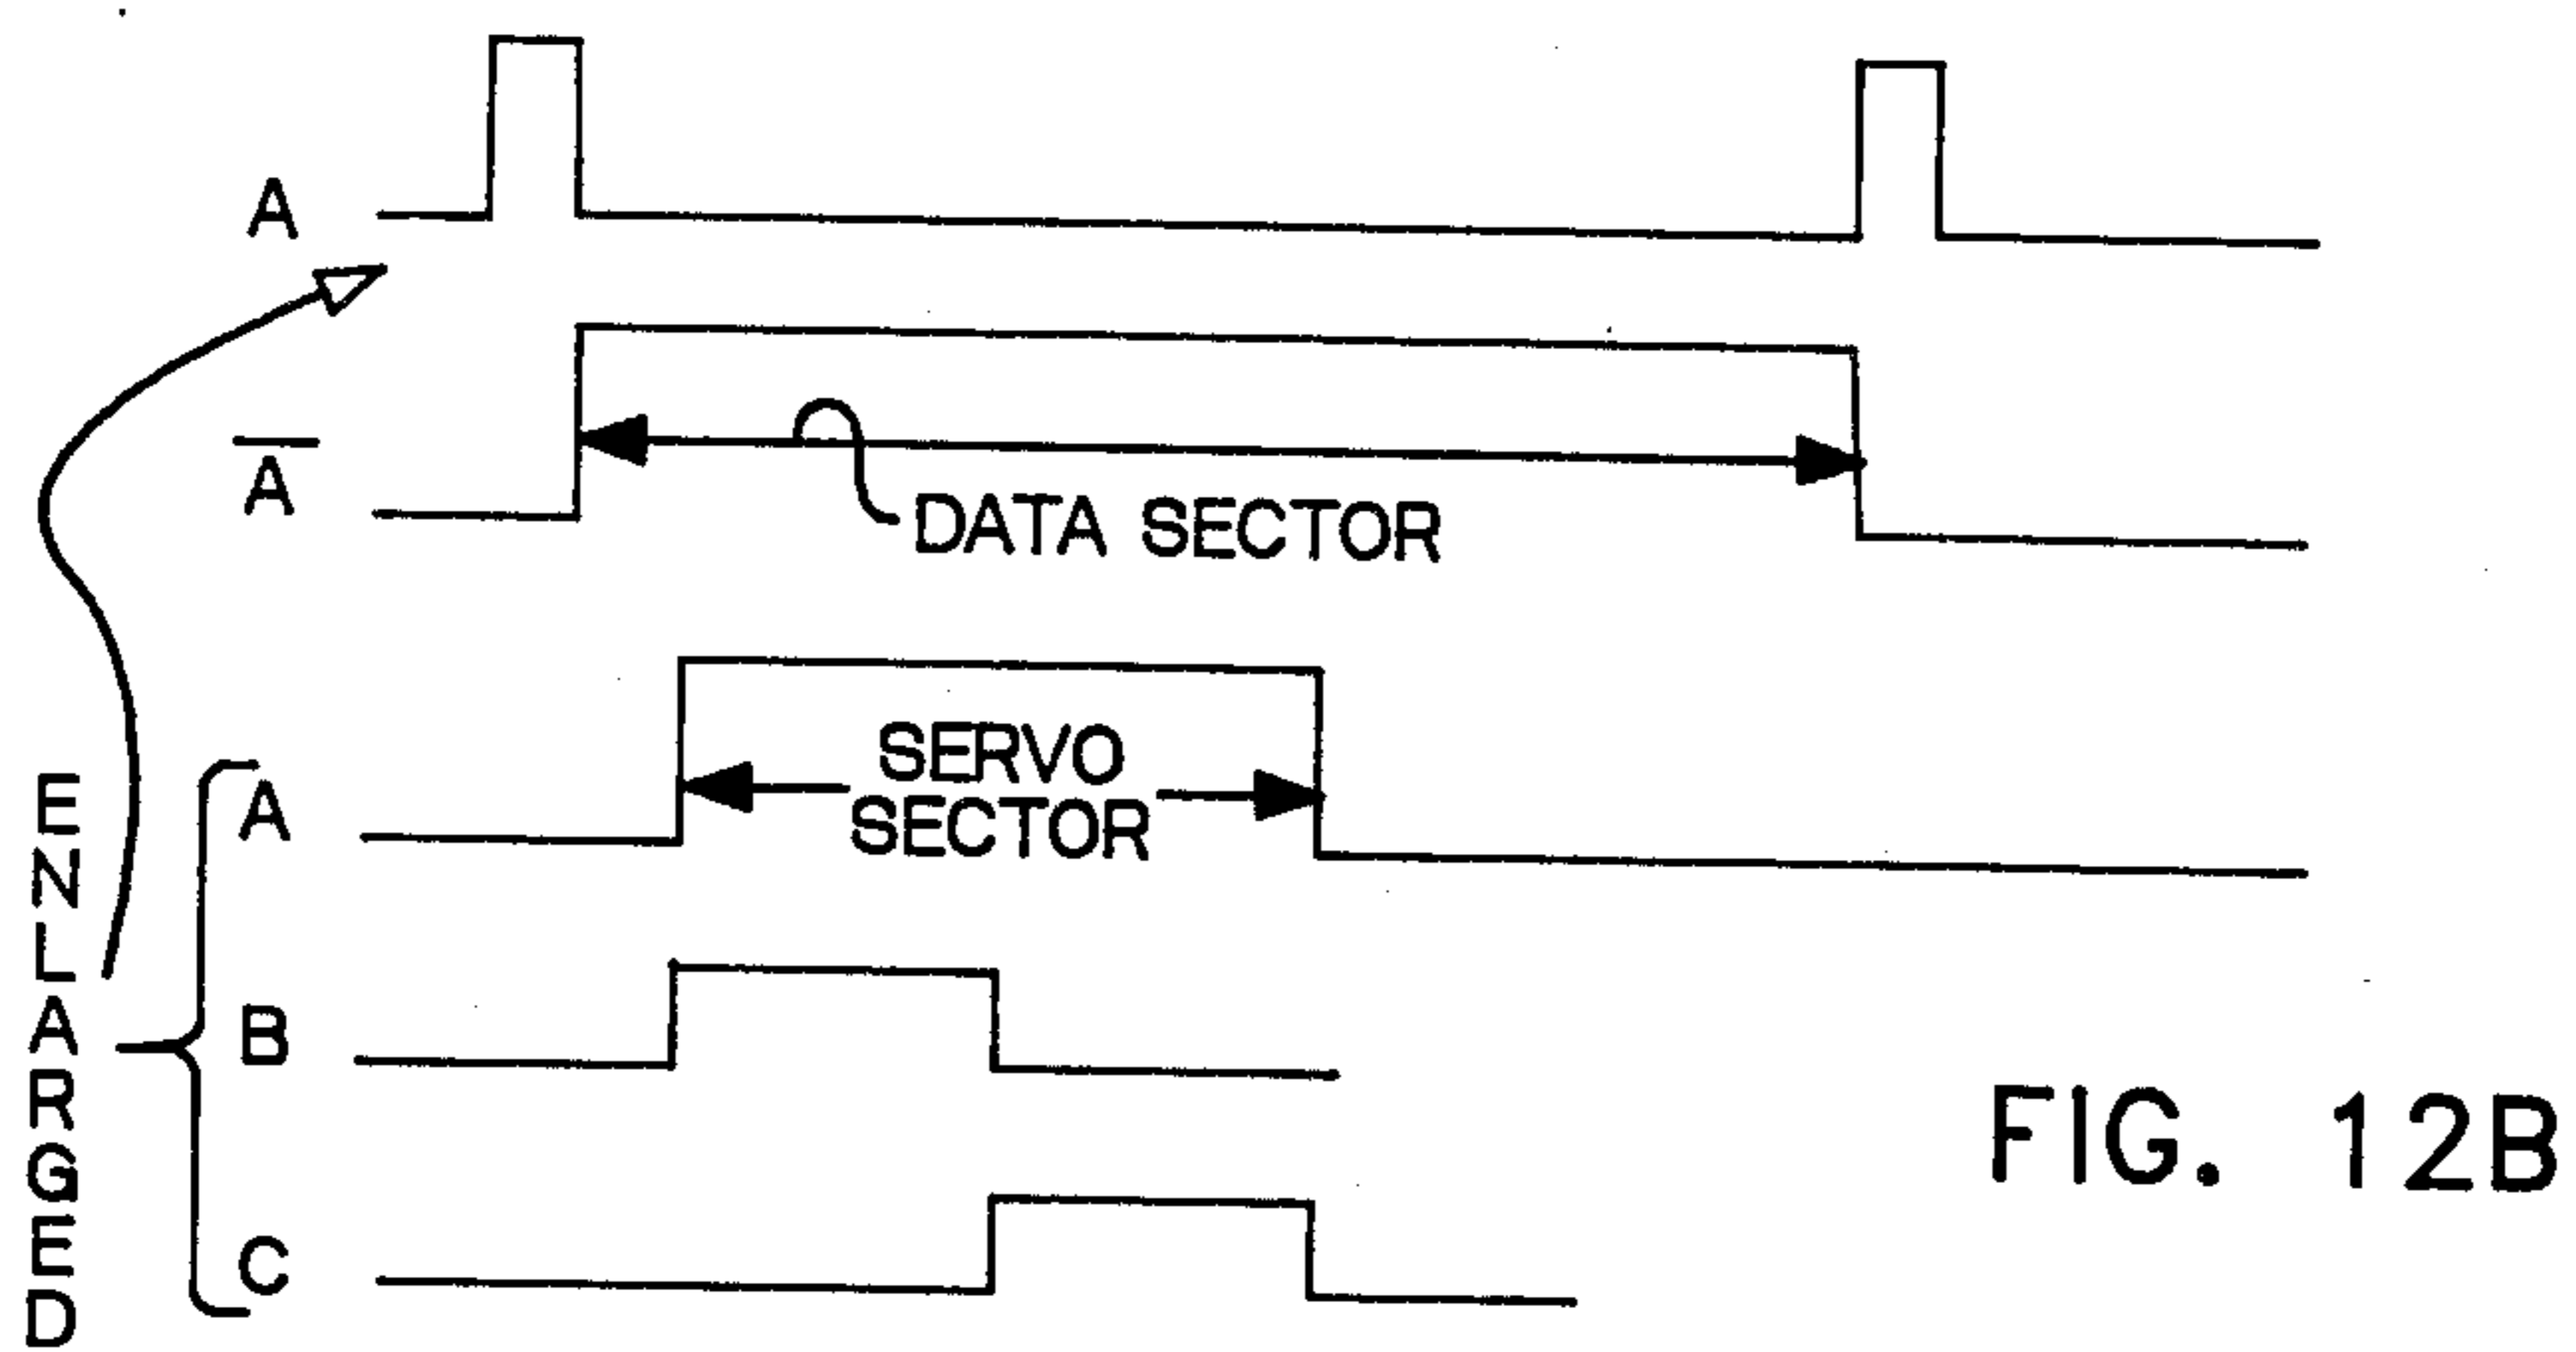 A
A̅
DATA SECTOR
SERVO
SECTOR
ENLARGED
A
B
C
FIG. 12B